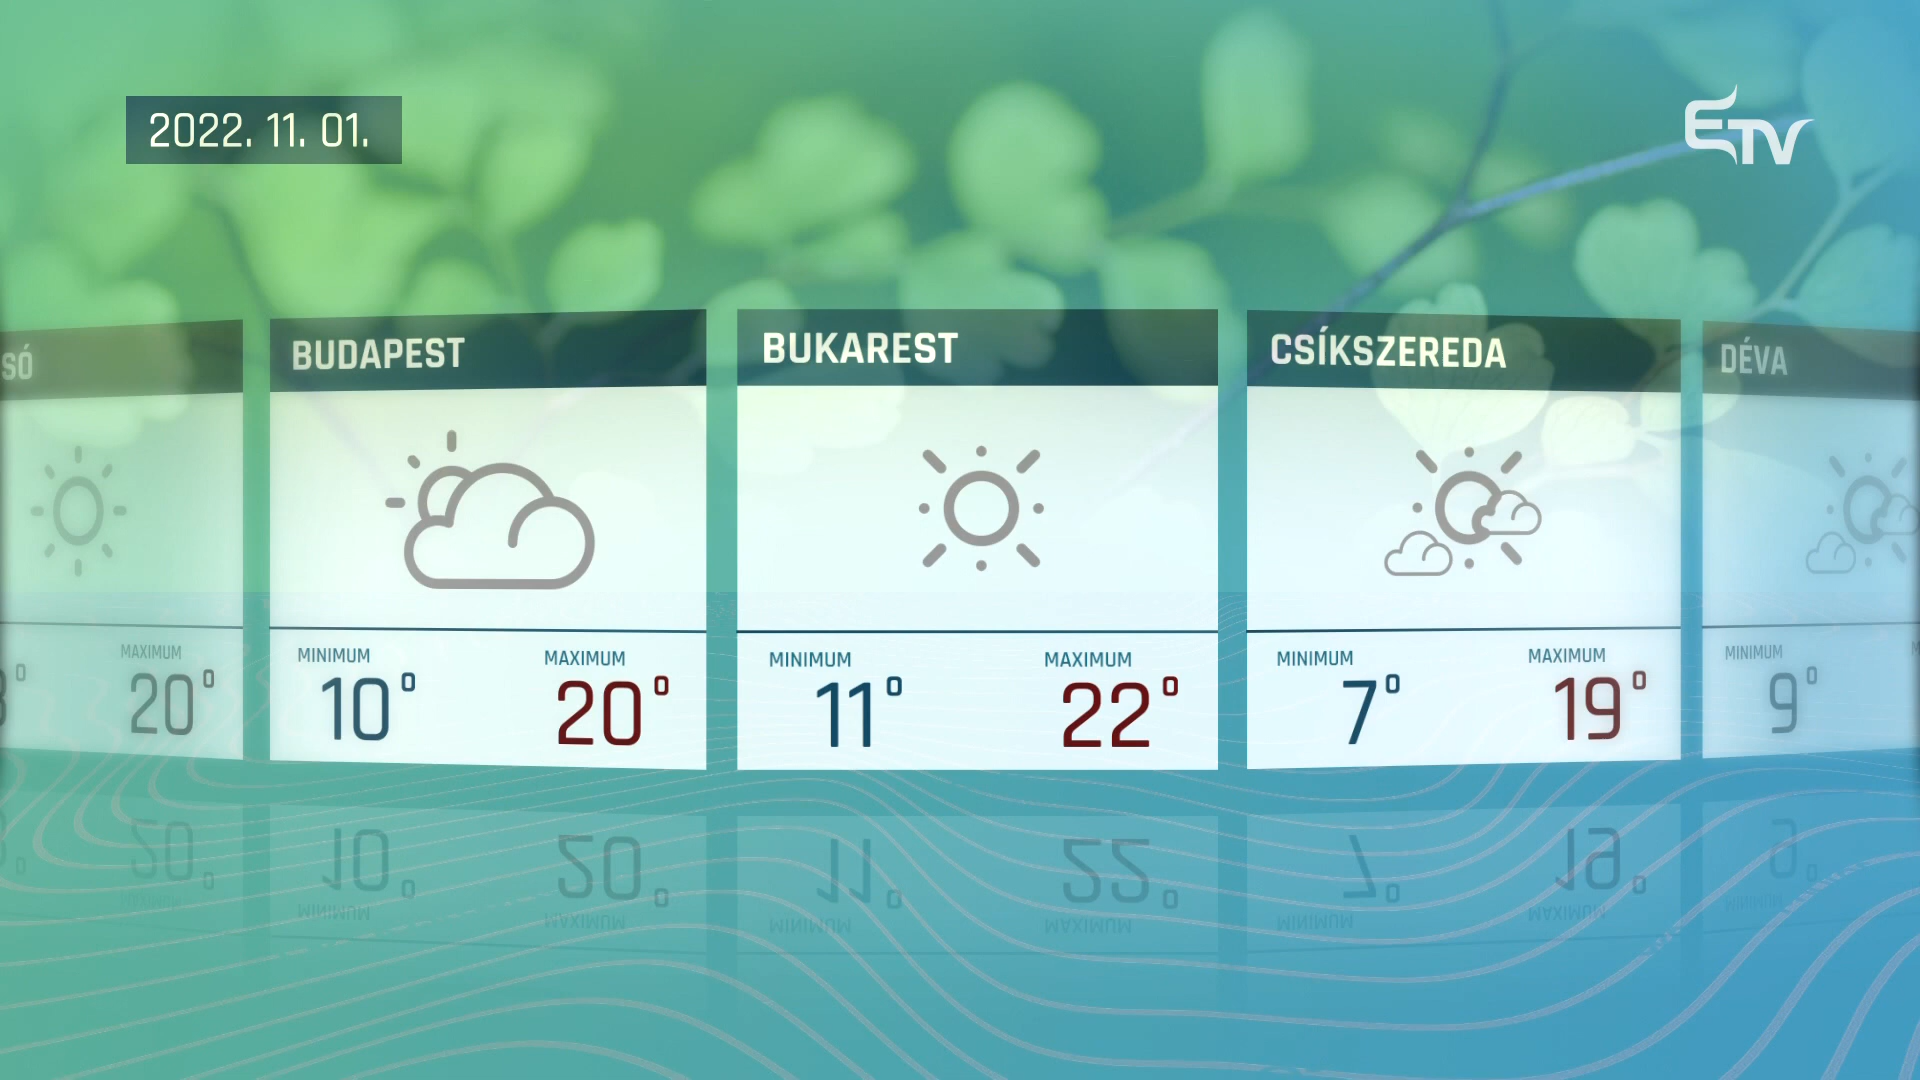 2022. 11. 01.
ETV
BUDAPEST
MINIMUM MAXIMUM
10° 20°
BUKAREST
MINIMUM MAXIMUM
11° 22°
CSÍKSZEREDA
MINIMUM MAXIMUM
7° 19°
DÉVA
MINIMUM
9°
MAXIMUM
20°